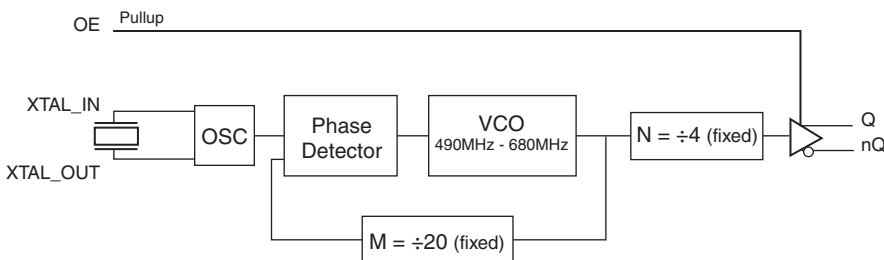 OE Pullup
XTAL_IN
OSC
Phase
Detector
VCO
490MHz - 680MHz
N = ÷4 (fixed)
Q
nQ
XTAL_OUT
M = ÷20 (fixed)